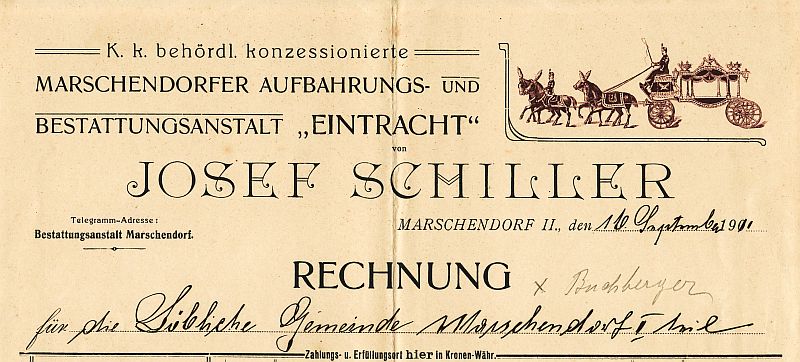 K. k. behördl. konzessionierte
MARSCHENDORFER AUFBAHRUNGS- UND
BESTATTUNGSANSTALT „EINTRACHT“
von
JOSEF SCHILLER
Telegramm-Adresse:
Bestattungsanstalt Marschendorf.
MARSCHENDORF II., den 16 September 1901
RECHNUNG
x Buchberger
für die Löbliche Gemeinde Marschendorf I teil
Zahlungs- u. Erfüllungsort hier in Kronen-Währ.